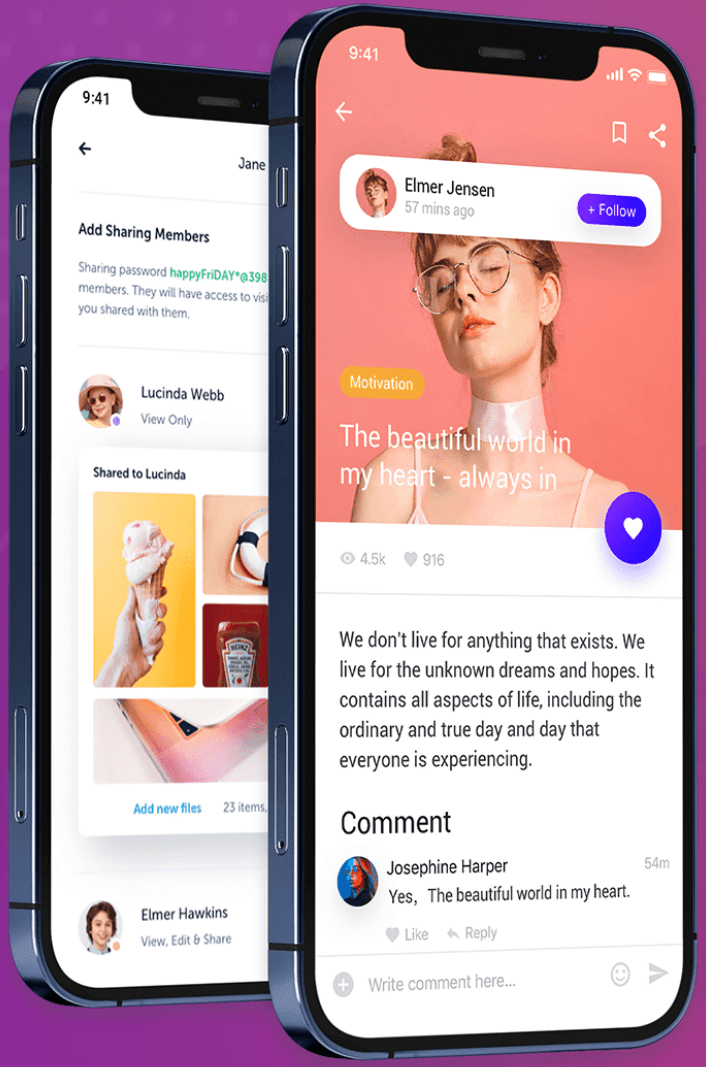 9:41
Jane
Add Sharing Members
Sharing password happyFriDAY*@398
members. They will have access to
you shared with them.
Lucinda Webb
View Only
Shared to Lucinda
HEINZ
TOMATO KETCHUP
Add new files 23 items,
Elmer Hawkins
View, Edit & Share
9:41
Elmer Jensen
57 mins ago
+ Follow
Motivation
The beautiful world in
my heart - always in
4.5k 916
We don't live for anything that exists. We
live for the unknown dreams and hopes. It
contains all aspects of life, including the
ordinary and true day and day that
everyone is experiencing.
Comment
Josephine Harper 54m
Yes, The beautiful world in my heart.
Like Reply
Write comment here...